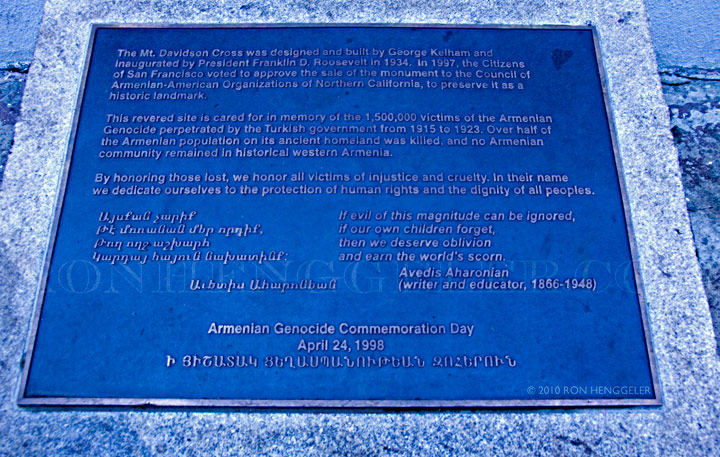 The Mt. Davidson Cross was designed and built by George Kelham and
inaugurated by President Franklin D. Roosevelt in 1934. In 1997, the Citizens
of San Francisco voted to approve the sale of the monument to the Council of
Armenian-American Organizations of Northern California, to preserve it as a
historic landmark.
This revered site is cared for in memory of the 1,500,000 victims of the Armenian
Genocide perpetrated by the Turkish government from 1915 to 1923. Over half of
the Armenian population on its ancient homeland was killed, and no Armenian
community remained in historical western Armenia.
By honoring those lost, we honor all victims of injustice and cruelty. In their name
we dedicate ourselves to the protection of human rights and the dignity of all peoples.
Այսքան չարիք
Թէ մոռանան մեր որդիք,
Թող ողջ աշխարհ
Կարդայ հայուն նախատինք:
Աւետիս Ահարոնեան
If evil of this magnitude can be ignored,
if our own children forget,
then we deserve oblivion
and earn the world's scorn.
Avedis Aharonian
(writer and educator, 1866-1948)
Armenian Genocide Commemoration Day
April 24, 1998
Ի ՅԻՇԱՏԱԿ ՑԵՂԱՍՊԱՆՈՒԹԵԱՆ ԶՈՀԵՐՈՒՆ
RONHENGGELER.CO
© 2010 RON HENGGELER